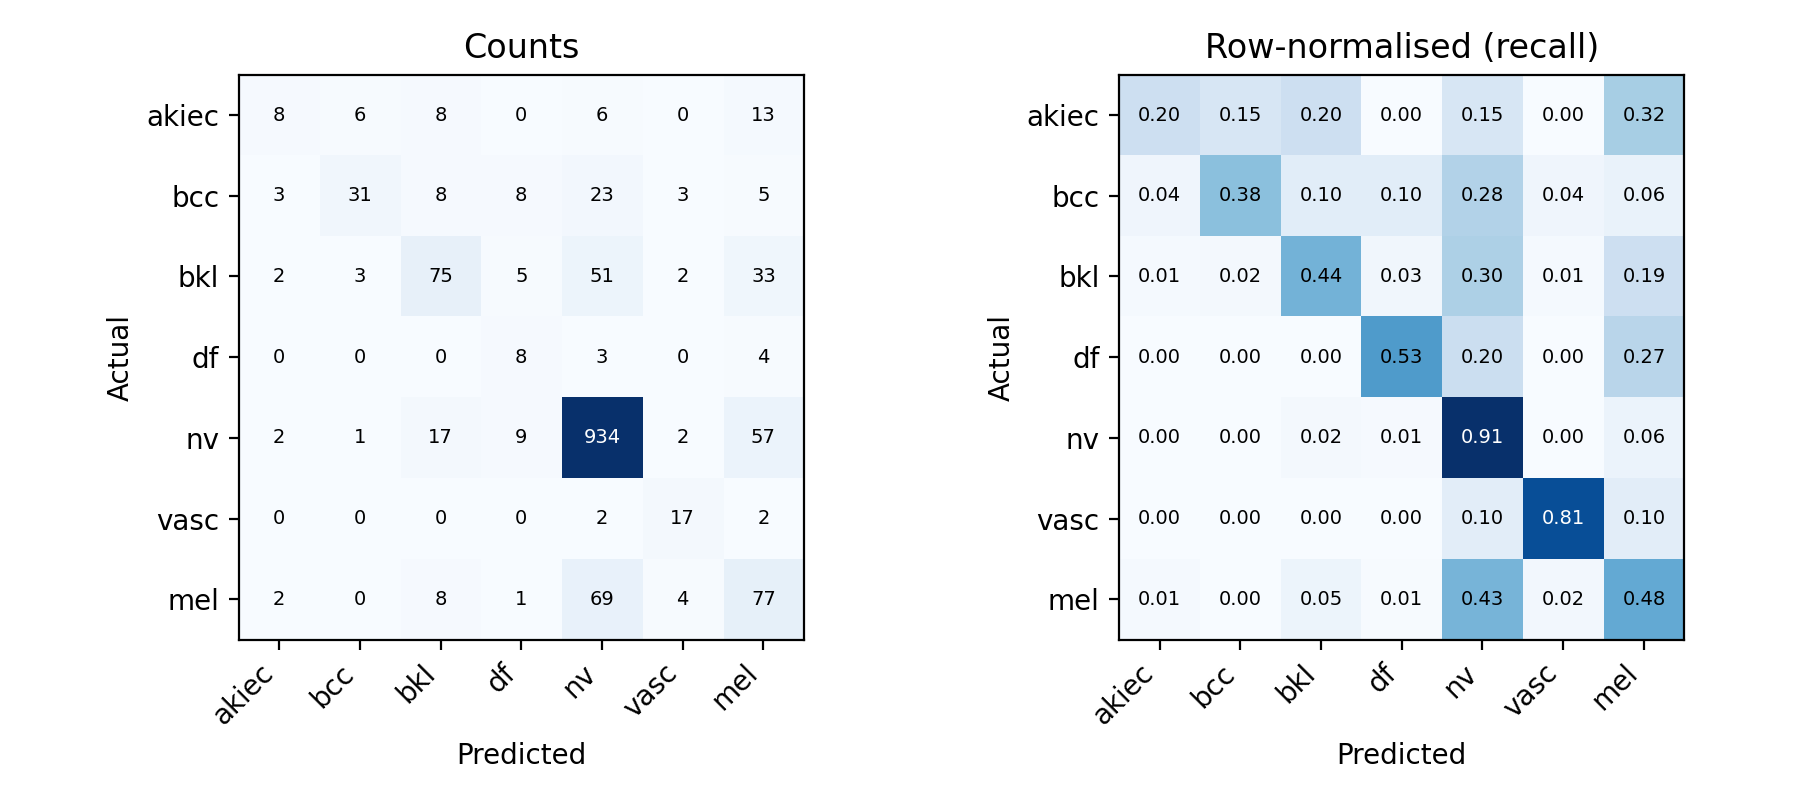 Counts
Row-normalised (recall)
Actual
akiec 8 6 8 0 6 0 13
bcc 3 31 8 8 23 3 5
bkl 2 3 75 5 51 2 33
df 0 0 0 8 3 0 4
nv 2 1 17 9 934 2 57
vasc 0 0 0 0 2 17 2
mel 2 0 8 1 69 4 77
akiec bcc bkl df nv vasc mel
Predicted
Actual
akiec 0.20 0.15 0.20 0.00 0.15 0.00 0.32
bcc 0.04 0.38 0.10 0.10 0.28 0.04 0.06
bkl 0.01 0.02 0.44 0.03 0.30 0.01 0.19
df 0.00 0.00 0.00 0.53 0.20 0.00 0.27
nv 0.00 0.00 0.02 0.01 0.91 0.00 0.06
vasc 0.00 0.00 0.00 0.00 0.10 0.81 0.10
mel 0.01 0.00 0.05 0.01 0.43 0.02 0.48
akiec bcc bkl df nv vasc mel
Predicted